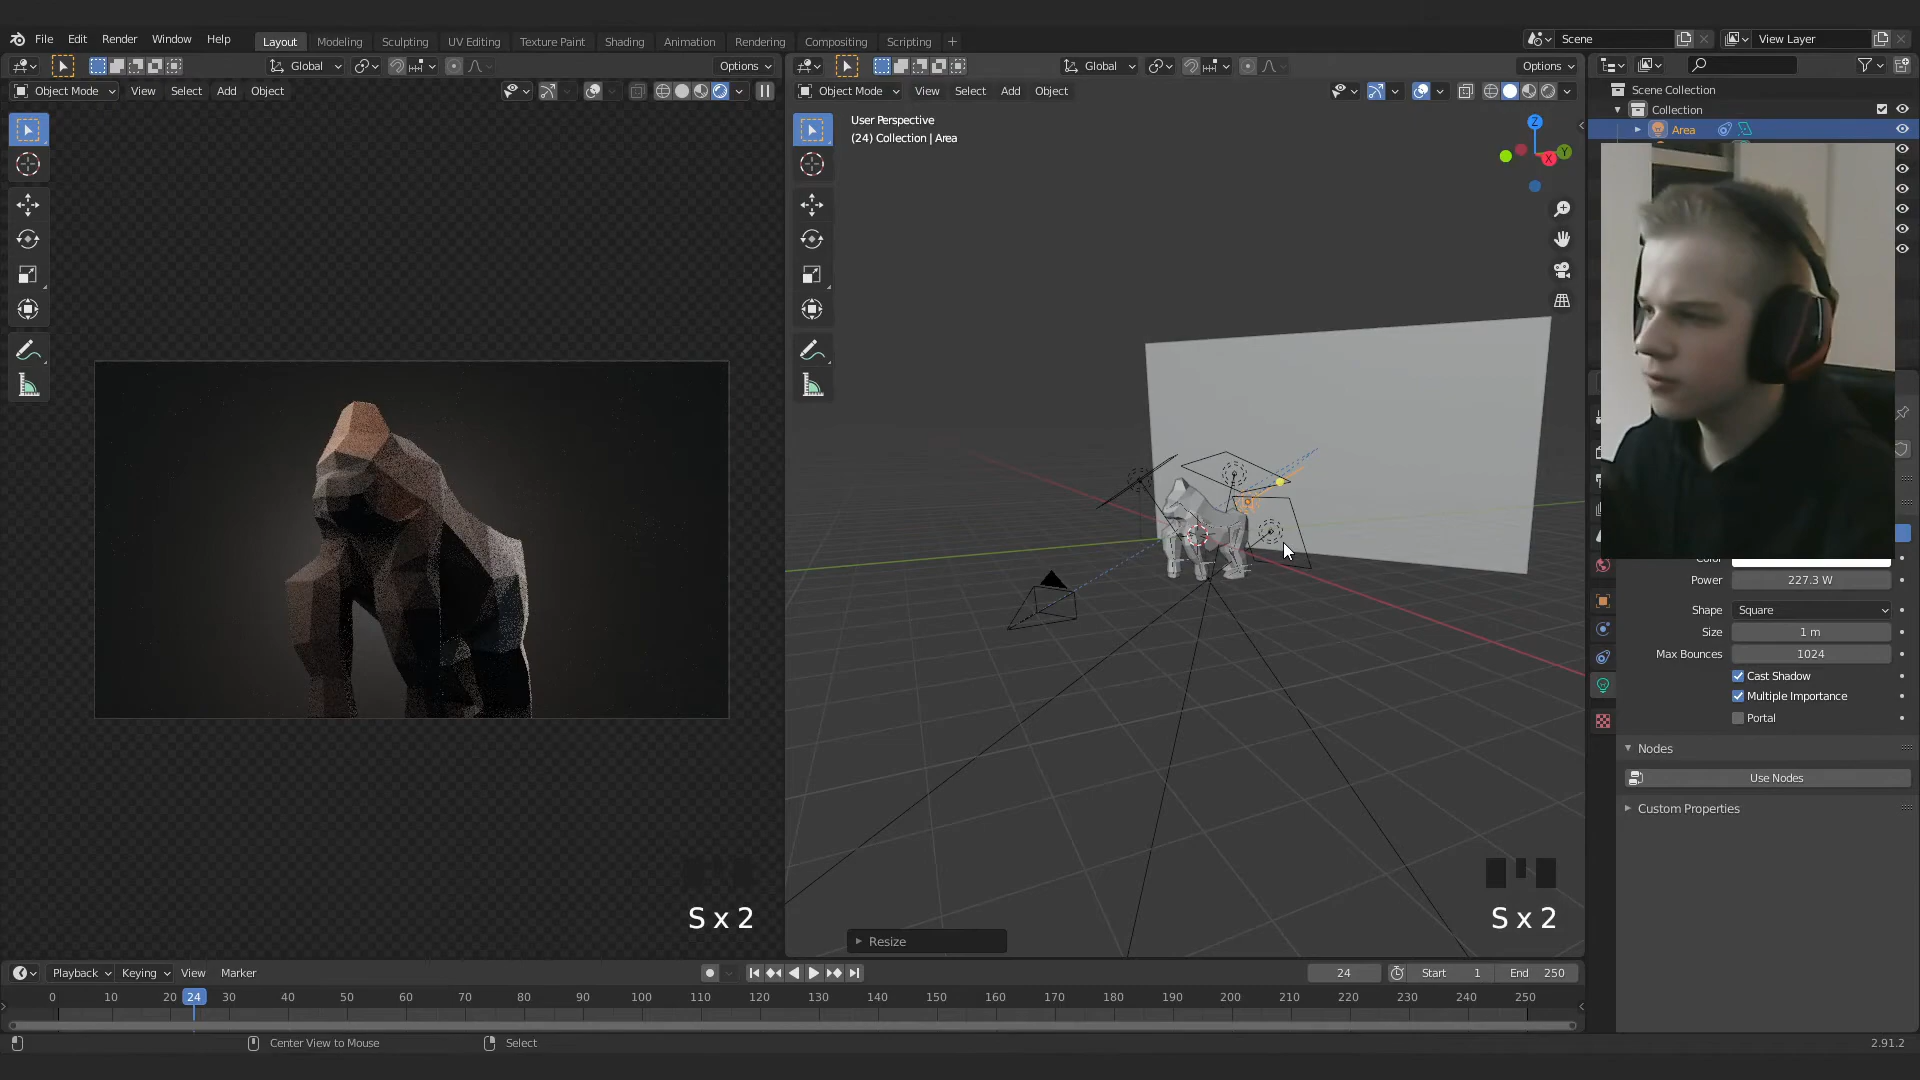 File Edit Render Window Help
Layout Modeling Sculpting UV Editing Texture Paint Shading Animation Rendering Compositing Scripting +
Scene
View Layer
Global
Options
Global
Options
Object Mode View Select Add Object
Object Mode View Select Add Object
Scene Collection
Collection
Area
User Perspective
(24) Collection | Area
Z
Y
X
Power 227.3 W
Shape Square
Size 1 m
Max Bounces 1024
Cast Shadow
Multiple Importance
Portal
Nodes
Use Nodes
Custom Properties
S x 2
S x 2
Resize
Playback Keying View Marker
24
Start 1
End 250
0 10 20 24 30 40 50 60 70 80 90 100 110 120 130 140 150 160 170 180 190 200 210 220 230 240 250
Center View to Mouse
Select
2.91.2